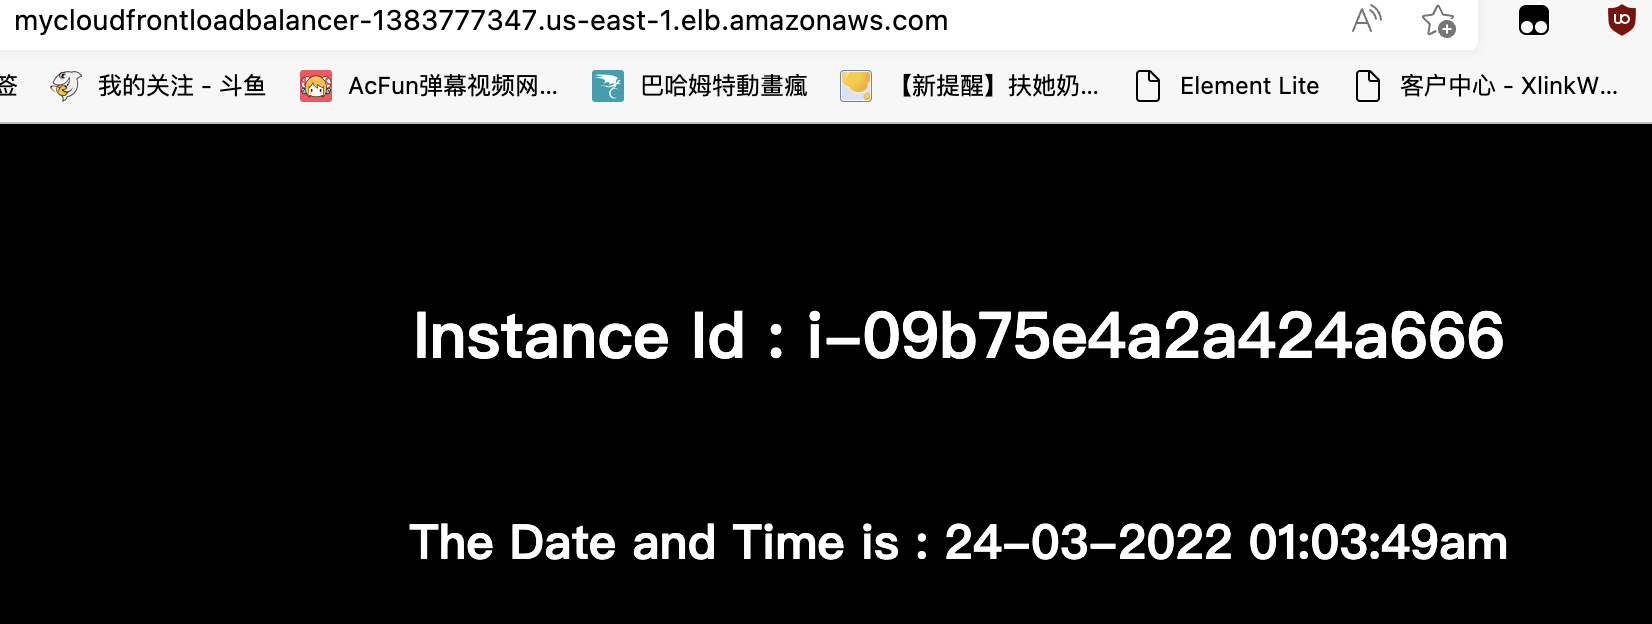 mycloudfrontloadbalancer-1383777347.us-east-1.elb.amazonaws.com
签 我的关注 - 斗鱼 AcFun弹幕视频网... 巴哈姆特動畫瘋 【新提醒】扶她奶... Element Lite 客户中心 - XlinkW...
Instance Id : i-09b75e4a2a424a666
The Date and Time is : 24-03-2022 01:03:49am